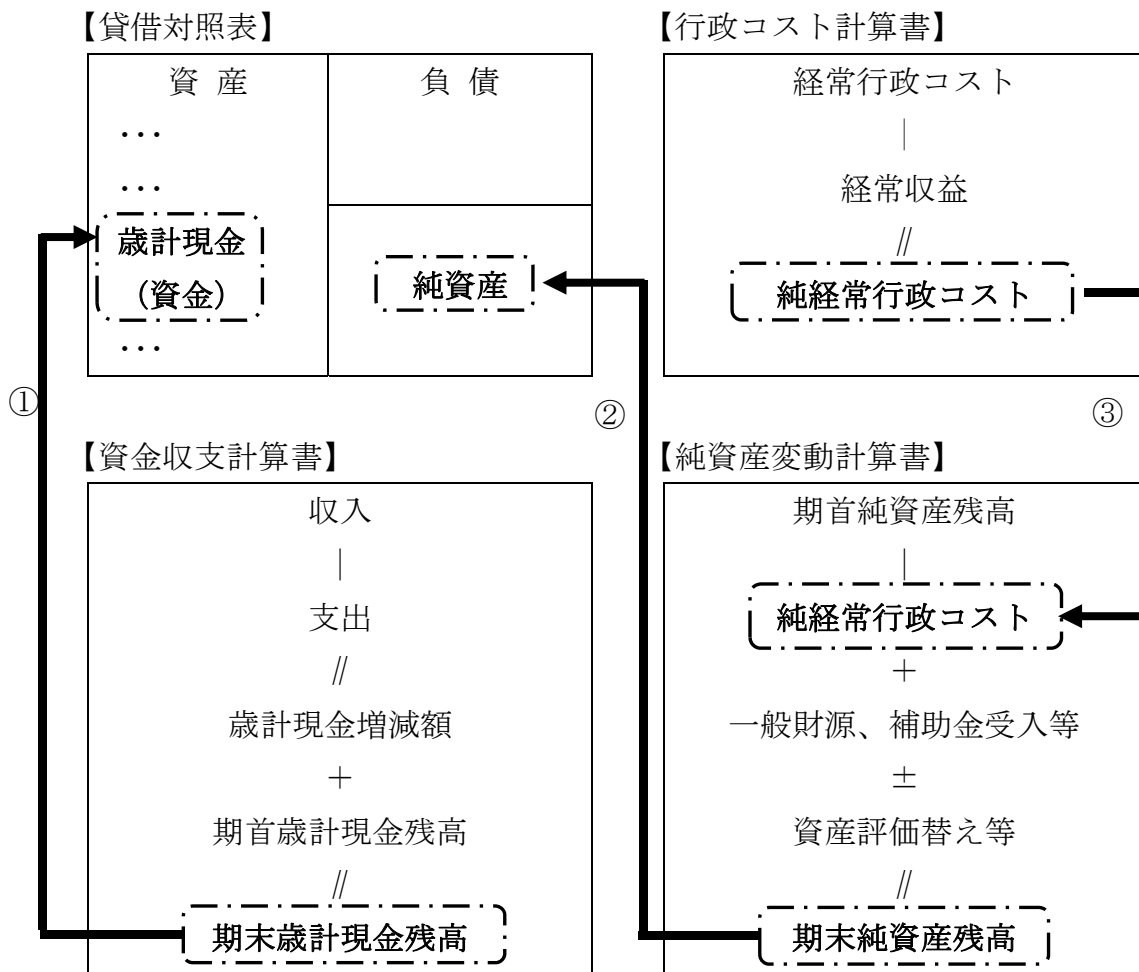 【貸借対照表】
資 産
負 債
･･･
･･･
歳計現金
（資金）
･･･
純資産
【行政コスト計算書】
経常行政コスト
｜
経常収益
〃
純経常行政コスト
①
②
③
【資金収支計算書】
収入
｜
支出
〃
歳計現金増減額
＋
期首歳計現金残高
〃
期末歳計現金残高
【純資産変動計算書】
期首純資産残高
｜
純経常行政コスト
＋
一般財源、補助金受入等
±
資産評価替え等
〃
期末純資産残高